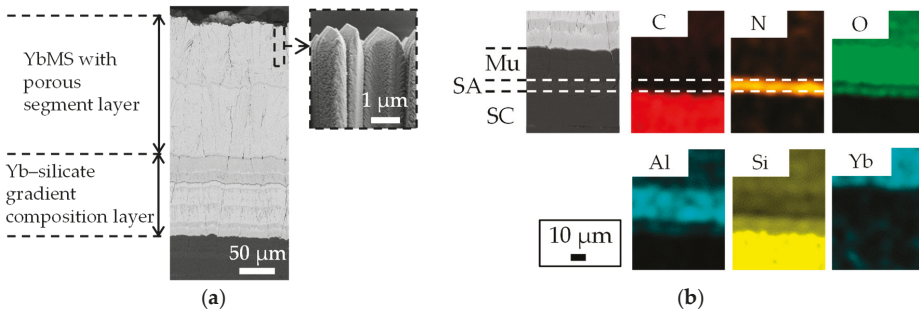 YbMS with
porous
segment layer
Yb–silicate
gradient
composition layer
1 μm
50 μm
(a)
Mu
SA
SC
C
N
O
Al
Si
Yb
10 μm
(b)